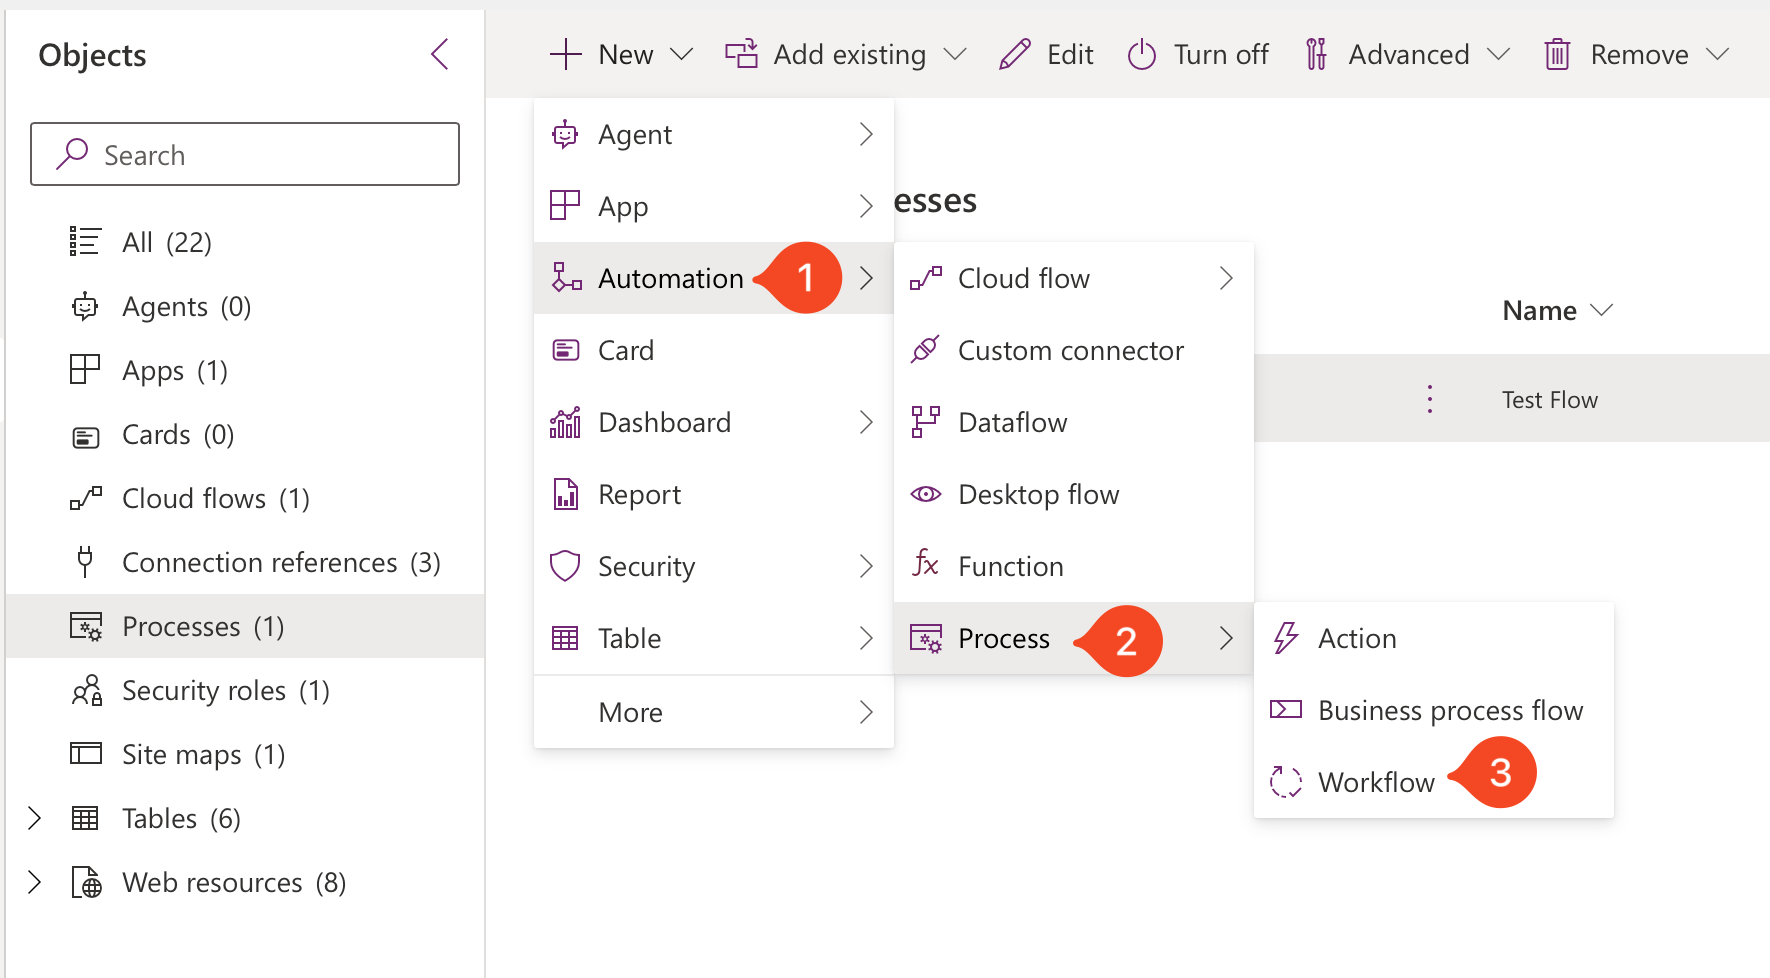 Objects
Search
All (22)
Agents (0)
Apps (1)
Cards (0)
Cloud flows (1)
Connection references (3)
Processes (1)
Security roles (1)
Site maps (1)
Tables (6)
Web resources (8)
New Add existing Edit Turn off Advanced Remove
Agent
App
Automation 1
Card
Dashboard
Report
Security
Table
More
esses
Cloud flow
Custom connector
Dataflow
Desktop flow
Function
Process 2
Action
Business process flow
Workflow 3
Name
Test Flow